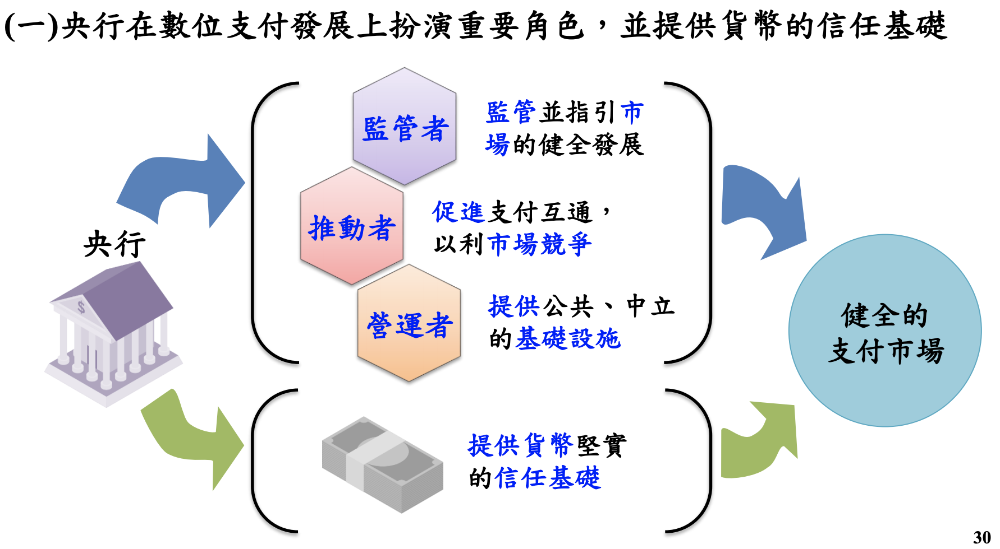 (一)央行在數位支付發展上扮演重要角色，並提供貨幣的信任基礎
監管者
監管並指引市
場的健全發展
推動者
促進支付互通，
以利市場競爭
央行
$
營運者
提供公共、中立
的基礎設施
健全的
支付市場
提供貨幣堅實
的信任基礎
30